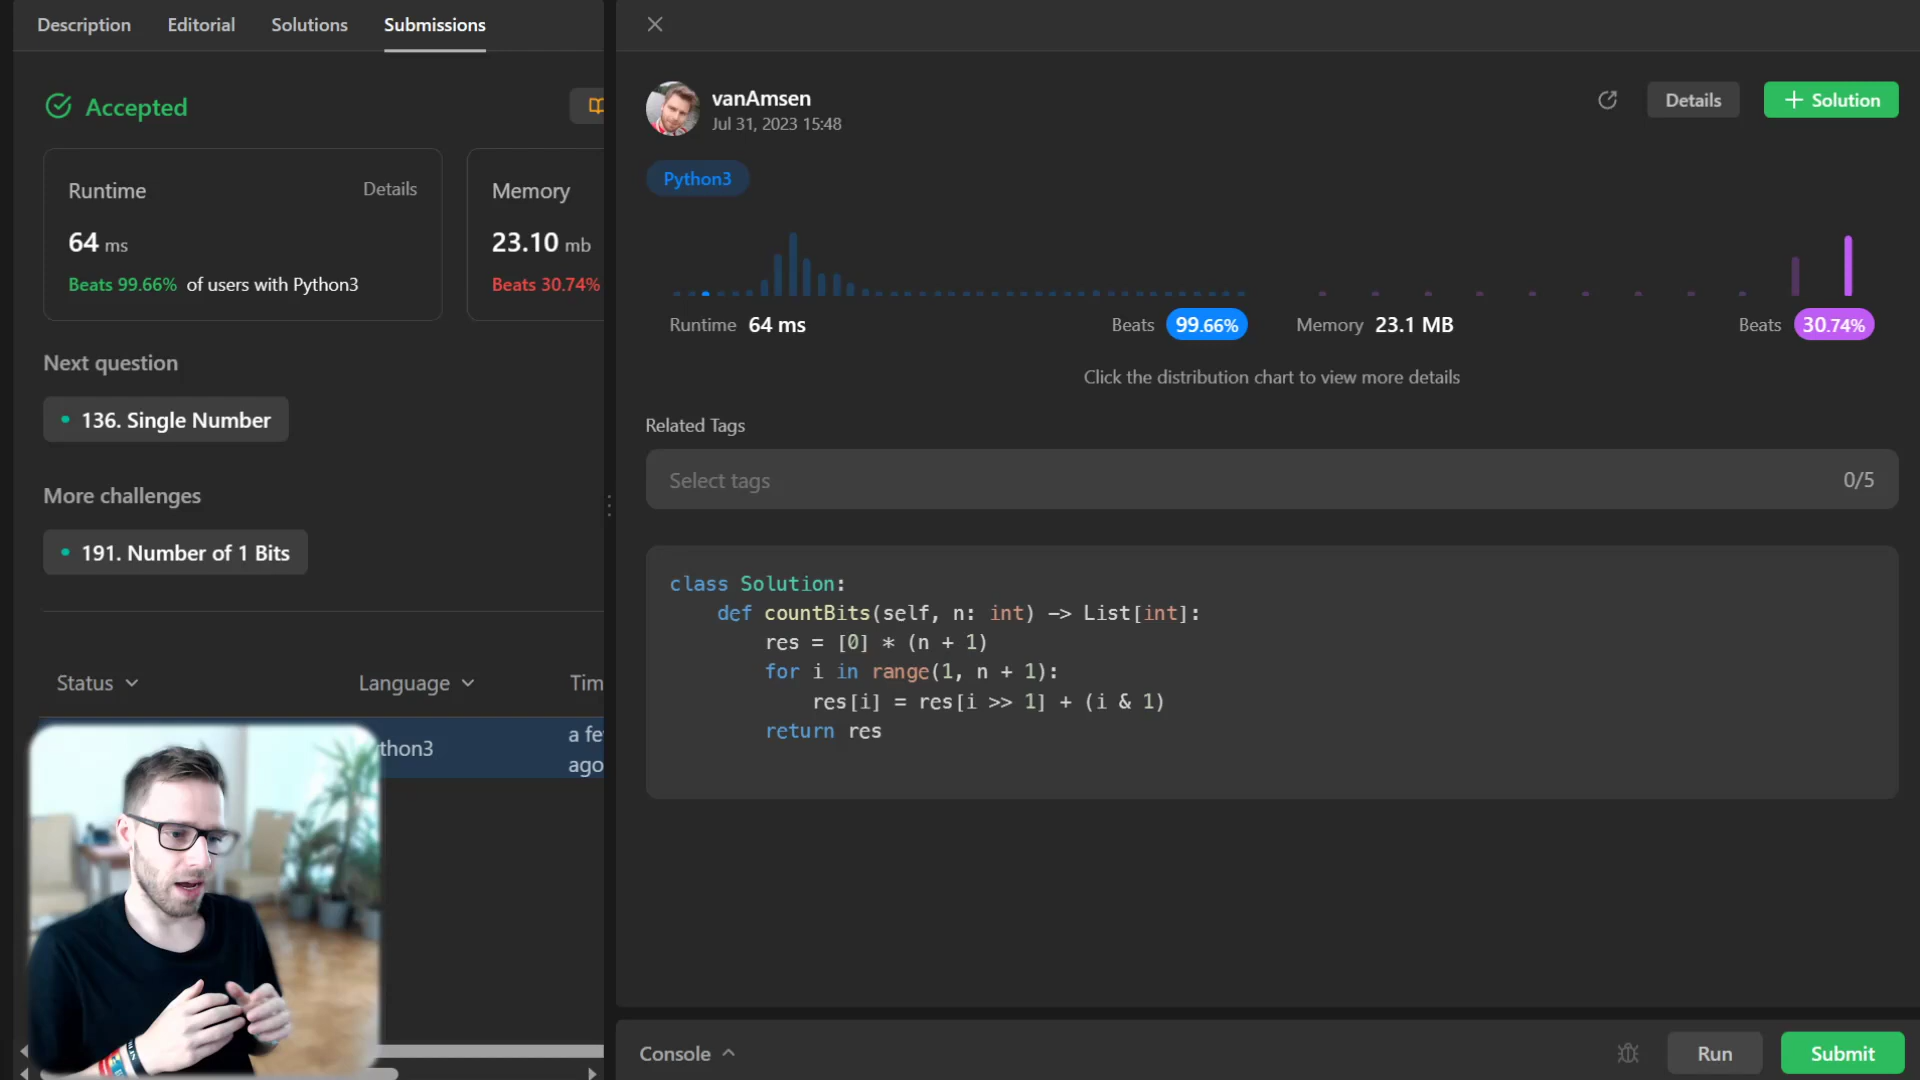 Description Editorial Solutions Submissions
Accepted
Runtime Details
64 ms
Beats 99.66% of users with Python3
Memory
23.10 mb
Beats 30.74%
Next question
136. Single Number
More challenges
191. Number of 1 Bits
Status Language Tim
thon3
a fe
ago
vanAmsen
Jul 31, 2023 15:48
Details + Solution
Python3
Runtime 64 ms Beats 99.66% Memory 23.1 MB Beats 30.74%
Click the distribution chart to view more details
Related Tags
Select tags 0/5
class Solution:
def countBits(self, n: int) -> List[int]:
res = [0] * (n + 1)
for i in range(1, n + 1):
res[i] = res[i >> 1] + (i & 1)
return res
Console Run Submit